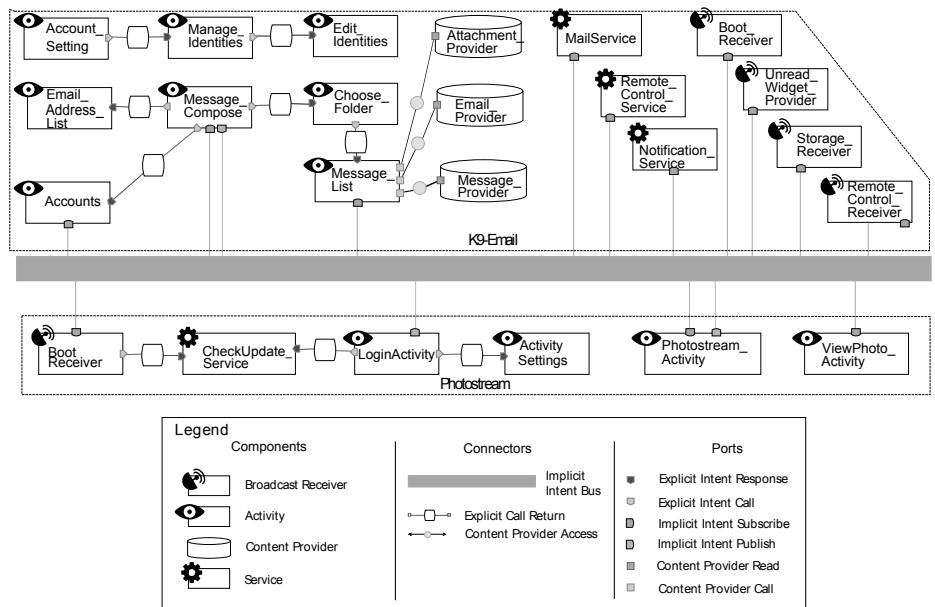 Account_
Setting
Manage_
Identities
Edit_
Identities
Attachment_
Provider
MailService
Boot_
Receiver
Email_
Address_
List
Message_
Compose
Choose_
Folder
Email_
Provider
Remote_
Control_
Service
Unread_
Widget_
Provider
Notification_
Service
Storage_
Receiver
Accounts
Message_
List
Message_
Provider
Remote_
Control_
Receiver
K9-Email
Boot
Receiver
CheckUpdate_
Service
LoginActivity
Activity
Settings
Photostream_
Activity
ViewPhoto_
Activity
Photostream
Legend
Components
Connectors
Ports
Broadcast Receiver
Activity
Content Provider
Service
Implicit
Intent Bus
Explicit Call Return
Content Provider Access
Explicit Intent Response
Explicit Intent Call
Implicit Intent Subscribe
Implicit Intent Publish
Content Provider Read
Content Provider Call